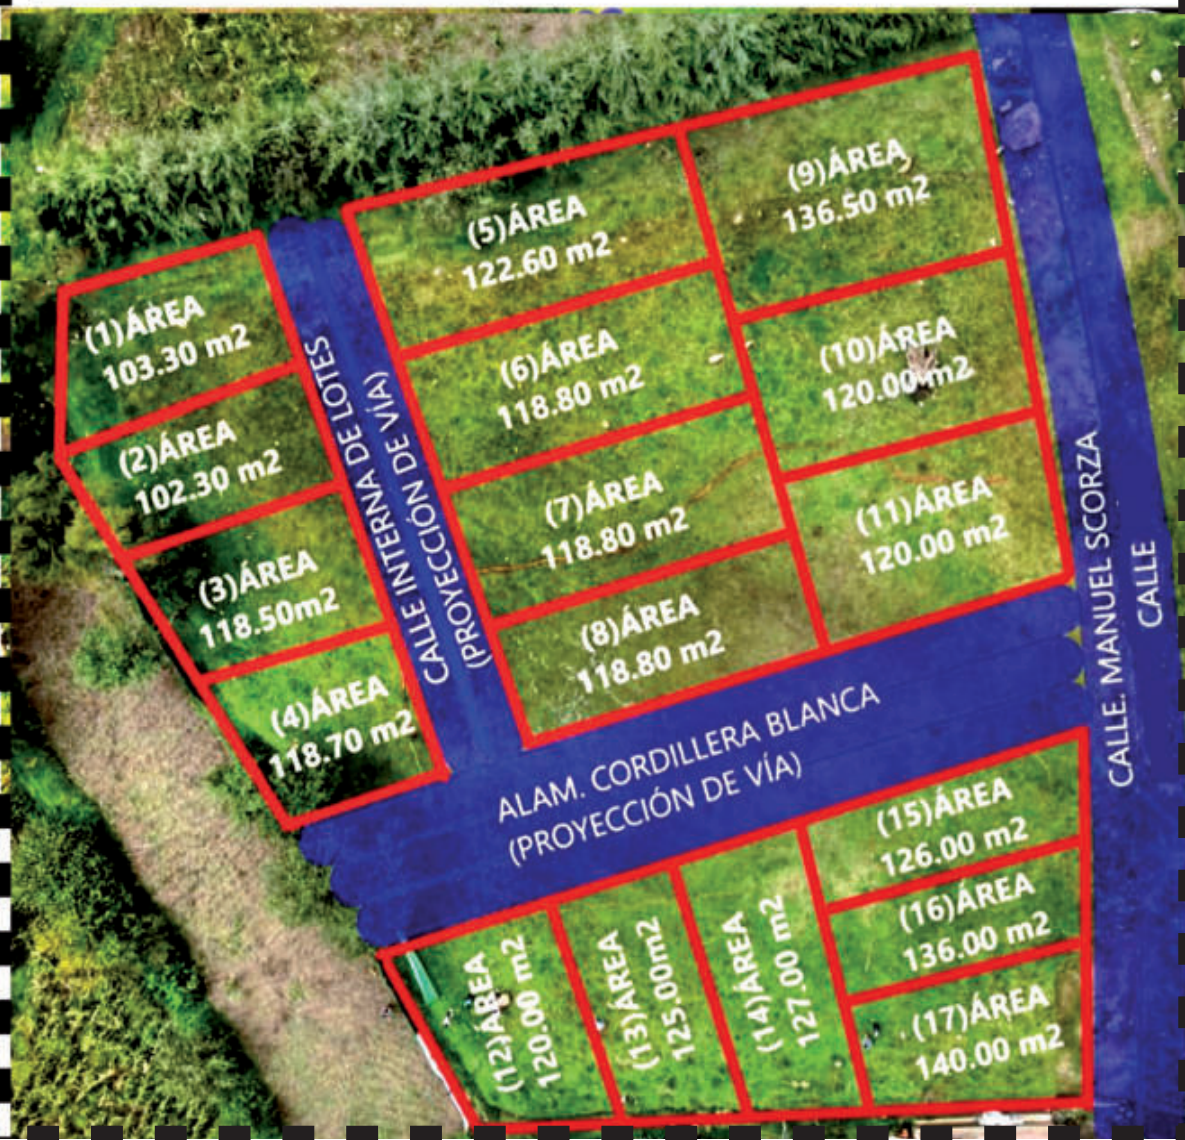 (1)ÁREA
103.30 m2
(2)ÁREA
102.30 m2
(3)ÁREA
118.50m2
(4)ÁREA
118.70 m2
CALLE INTERNA DE LOTES
(PROYECCIÓN DE VÍA)
(5)ÁREA
122.60 m2
(6)ÁREA
118.80 m2
(7)ÁREA
118.80 m2
(8)ÁREA
118.80 m2
(9)ÁREA
136.50 m2
(10)ÁREA
120.00 m2
(11)ÁREA
120.00 m2
CALLE. MANUEL SCORZA
CALLE
ALAM. CORDILLERA BLANCA
(PROYECCIÓN DE VÍA)
(12)ÁREA
120.00 m2
(13)ÁREA
125.00m2
(14)ÁREA
127.00 m2
(15)ÁREA
126.00 m2
(16)ÁREA
136.00 m2
(17)ÁREA
140.00 m2